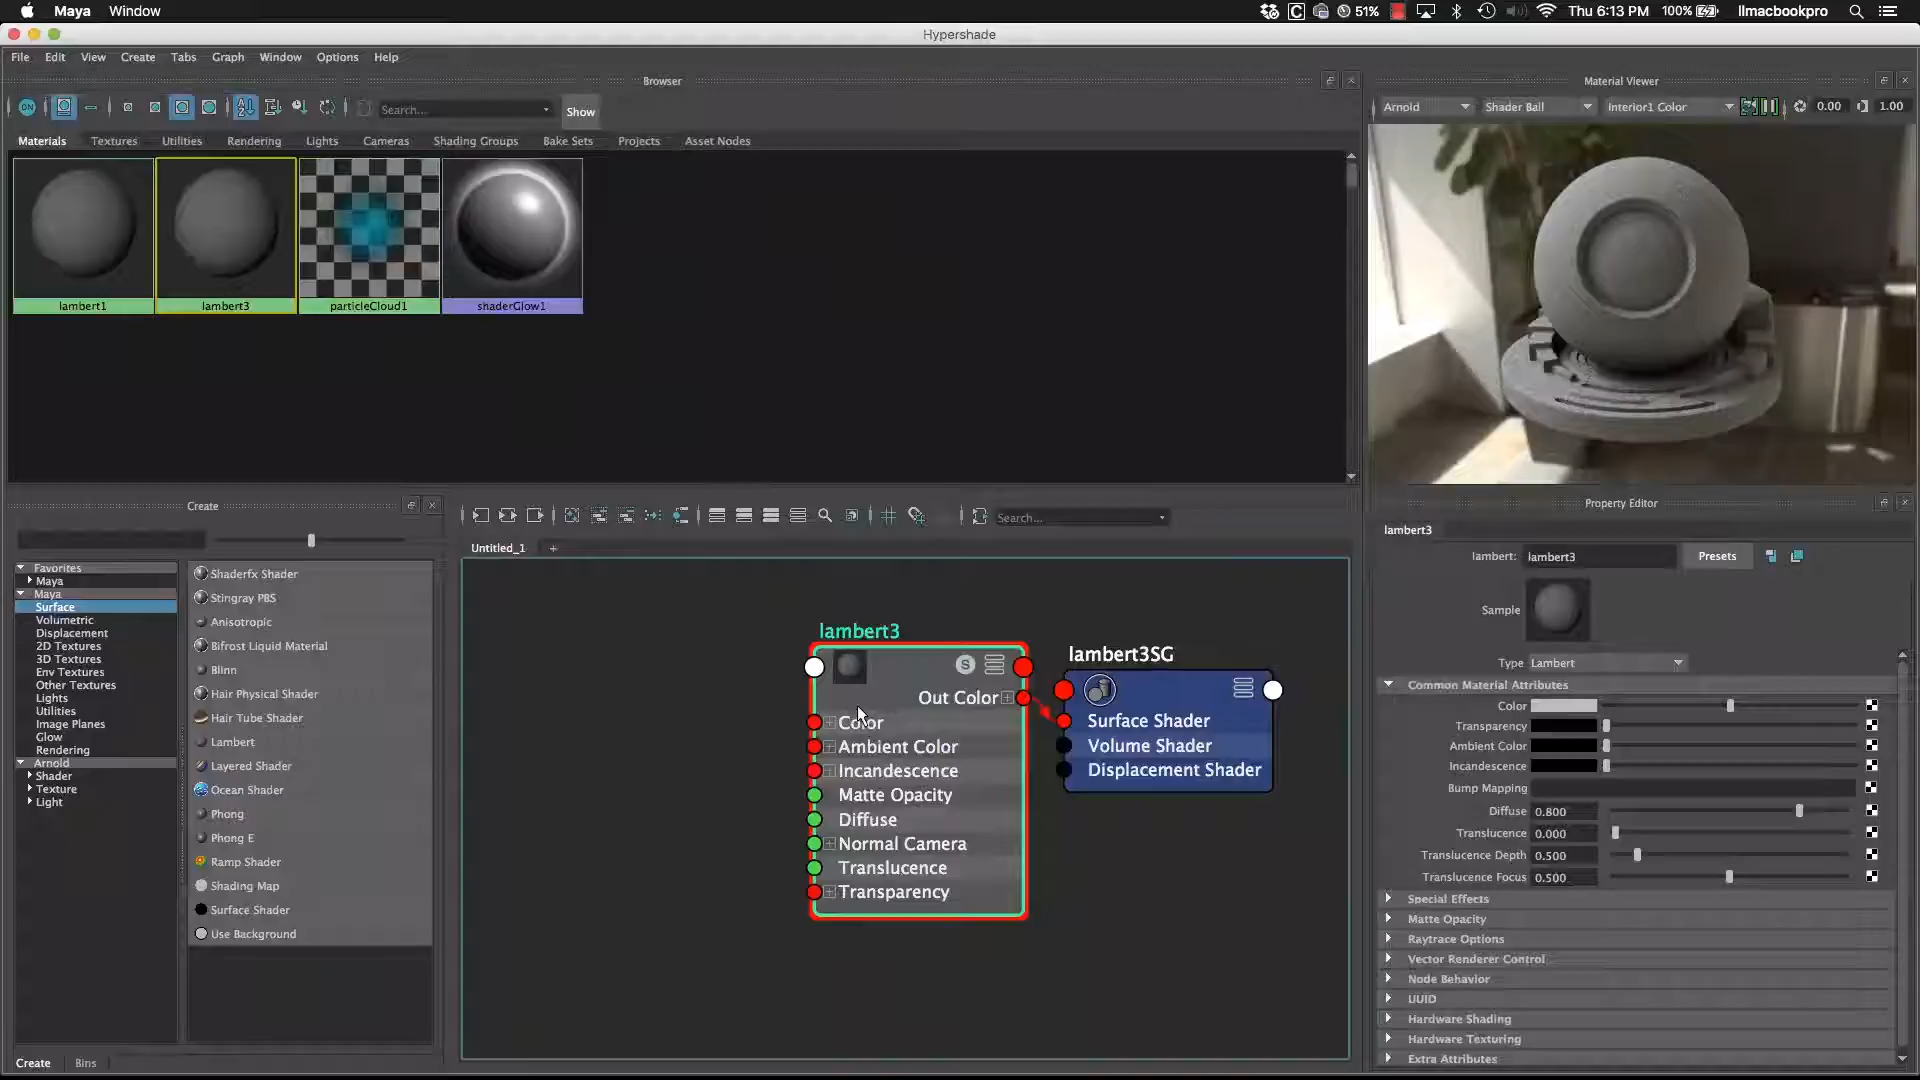 Maya Window
51% Thu 6:13 PM 100% llmacbookpro
Hypershade
File Edit View Create Tabs Graph Window Options Help
Browser
Material Viewer
ON Search... Show
Arnold Shader Ball Interior1 Color 0.00 1.00
Materials Textures Utilities Rendering Lights Cameras Shading Groups Bake Sets Projects Asset Nodes
lambert1 lambert3 particleCloud1 shaderGlow1
Create
Favorites
Maya
Maya
Surface
Volumetric
Displacement
2D Textures
3D Textures
Env Textures
Other Textures
Lights
Utilities
Image Planes
Glow
Rendering
Arnold
Shader
Texture
Light
Shaderfx Shader
Stingray PBS
Anisotropic
Bifrost Liquid Material
Blinn
Hair Physical Shader
Hair Tube Shader
Lambert
Layered Shader
Ocean Shader
Phong
Phong E
Ramp Shader
Shading Map
Surface Shader
Use Background
Create Bins
Search...
Untitled_1 +
lambert3
S
Out Color
Color
Ambient Color
Incandescence
Matte Opacity
Diffuse
Normal Camera
Translucence
Transparency
lambert3SG
Surface Shader
Volume Shader
Displacement Shader
Property Editor
lambert3
lambert: lambert3 Presets
Sample
Type Lambert
Common Material Attributes
Color
Transparency
Ambient Color
Incandescence
Bump Mapping
Diffuse 0.800
Translucence 0.000
Translucence Depth 0.500
Translucence Focus 0.500
Special Effects
Matte Opacity
Raytrace Options
Vector Renderer Control
Node Behavior
UUID
Hardware Shading
Hardware Texturing
Extra Attributes